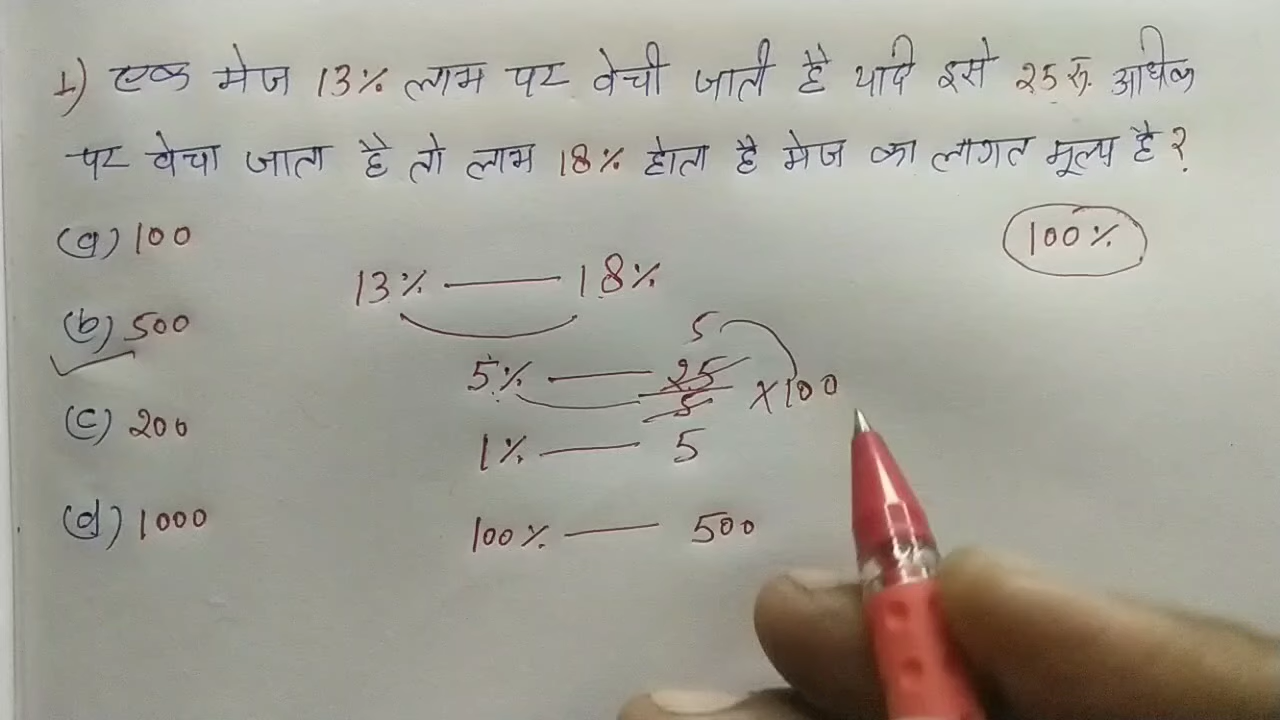 1) एक मेज 13% लाभ पर बेची जाती है यदि इसे 25 रु. अधिक
पर बेचा जाता है तो लाभ 18% होता है मेज का लागत मूल्य है ?
100%
(a) 100
13% — 18%
(b) 500
5
5% — 25/5 × 100
(c) 200
1% — 5
(d) 1000
100% — 500